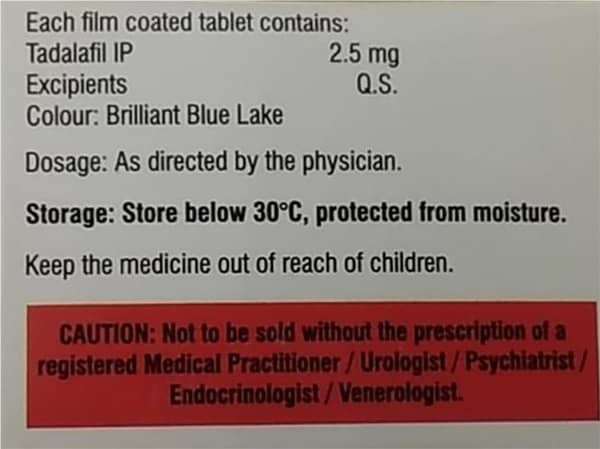 Each film coated tablet contains:
Tadalafil IP 2.5 mg
Excipients Q.S.
Colour: Brilliant Blue Lake
Dosage: As directed by the physician.
Storage: Store below 30°C, protected from moisture.
Keep the medicine out of reach of children.
CAUTION: Not to be sold without the prescription of a
registered Medical Practitioner / Urologist / Psychiatrist /
Endocrinologist / Venerologist.